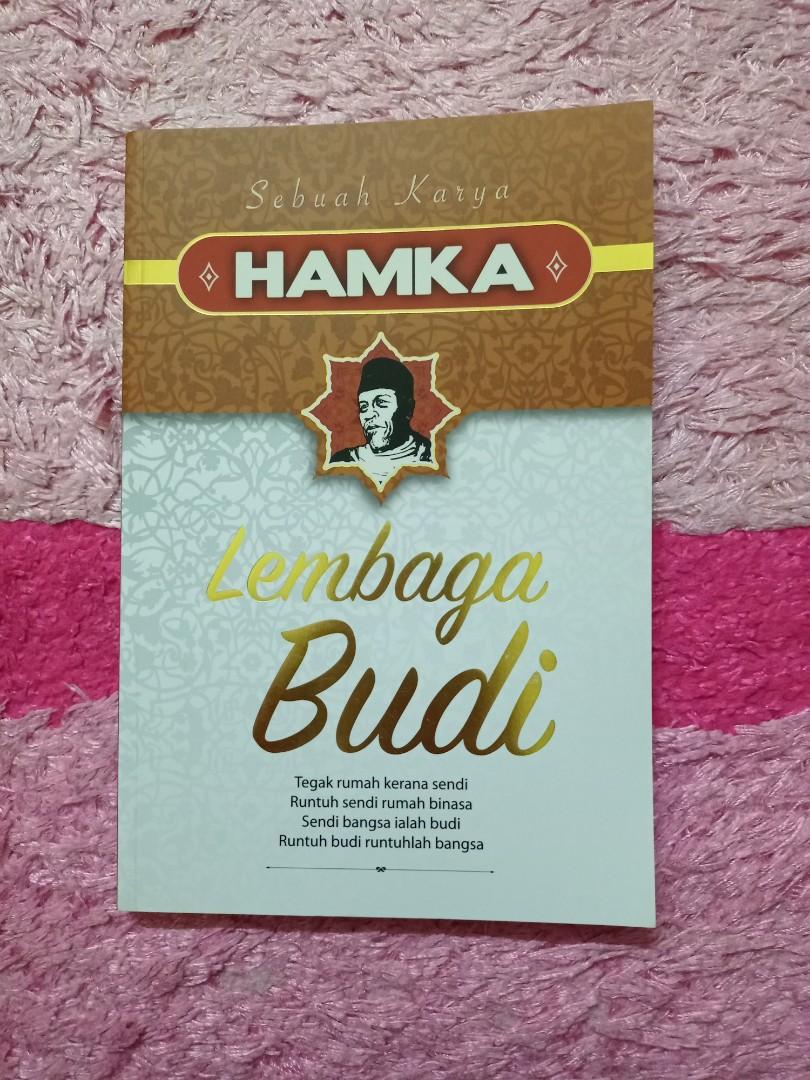 Sebuah Karya
HAMKA
Lembaga
Budi
Tegak rumah kerana sendi
Runtuh sendi rumah binasa
Sendi bangsa ialah budi
Runtuh budi runtuhlah bangsa